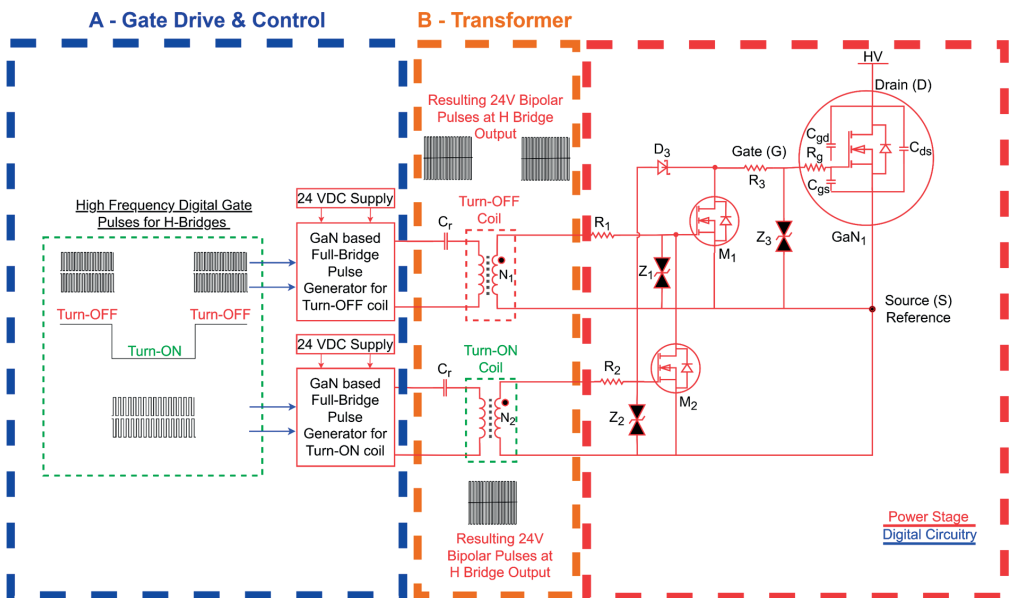 A - Gate Drive & Control
B - Transformer
HV
Drain (D)
Resulting 24V Bipolar
Pulses at H Bridge
Output
Cgd
Rg
Cds
Cgs
GaN1
D3
Gate (G)
R3
High Frequency Digital Gate
Pulses for H-Bridges
24 VDC Supply
GaN based
Full-Bridge
Pulse
Generator for
Turn-OFF coil
Cr
Turn-OFF
Coil
N1
R1
M1
Z1
Z3
Turn-OFF
Turn-OFF
Turn-ON
Source (S)
Reference
24 VDC Supply
GaN based
Full-Bridge
Pulse
Generator for
Turn-ON coil
Cr
Turn-ON
Coil
N2
R2
M2
Z2
Resulting 24V
Bipolar Pulses at
H Bridge Output
Power Stage
Digital Circuitry